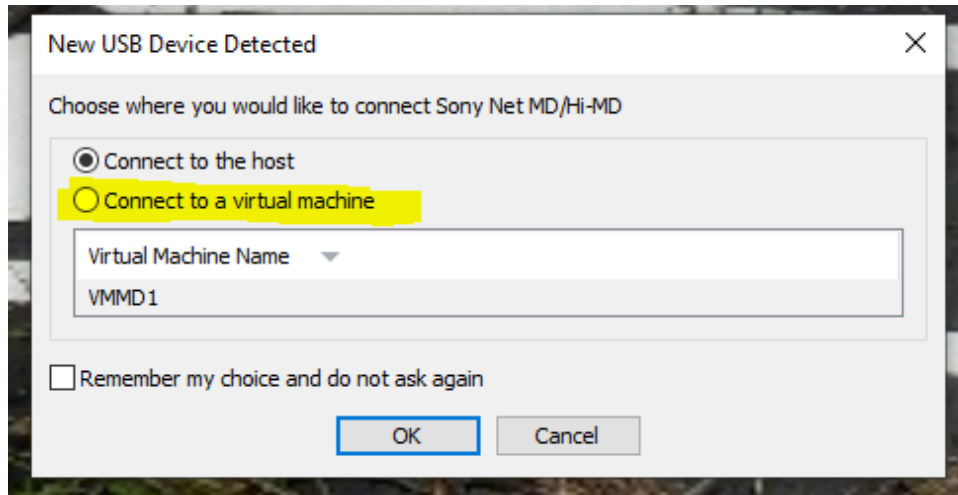 New USB Device Detected
Choose where you would like to connect Sony Net MD/Hi-MD
Connect to the host
Connect to a virtual machine
Virtual Machine Name
VMMD1
Remember my choice and do not ask again
OK Cancel